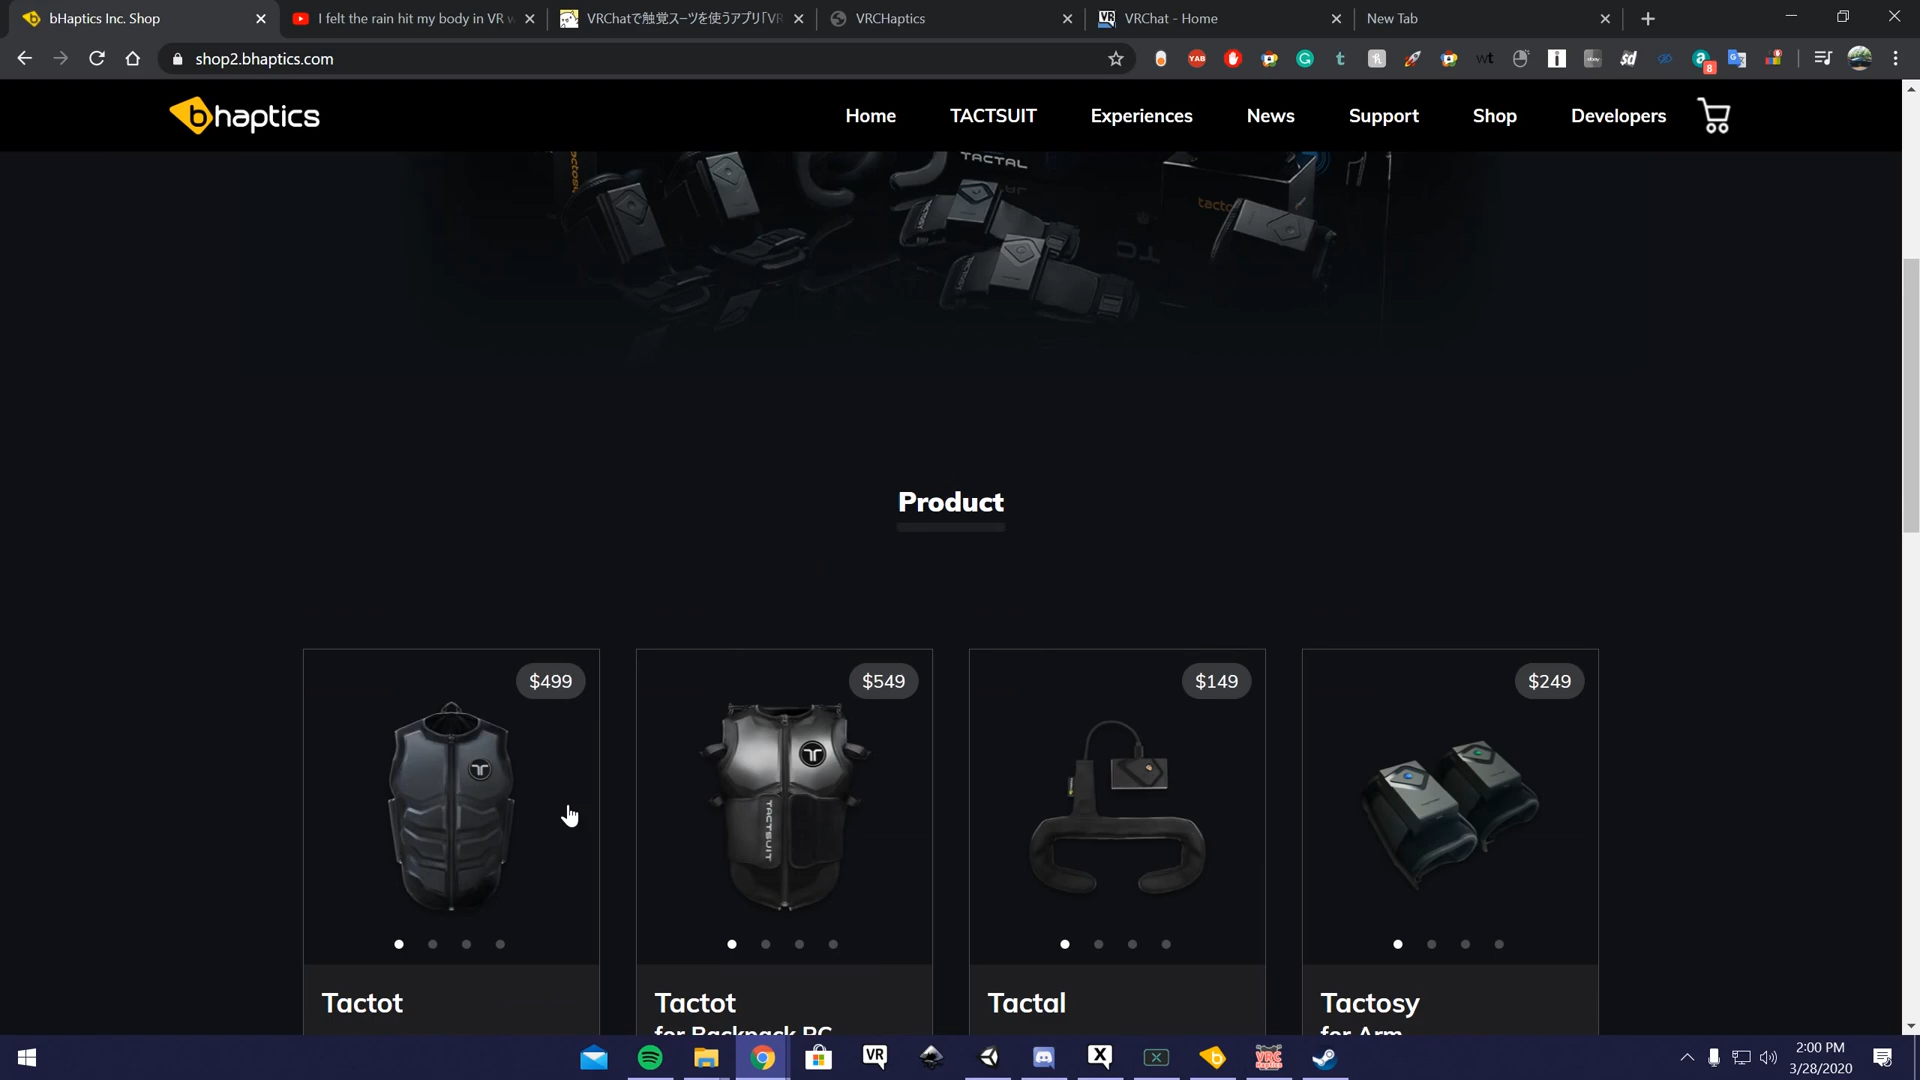 bHaptics Inc. Shop
I felt the rain hit my body in VR w
VRChatで触覚スーツを使うアプリ「VR
VRCHaptics
VRChat - Home
New Tab
shop2.bhaptics.com
bhaptics
Home
TACTSUIT
Experiences
News
Support
Shop
Developers
TACTAL
Product
$499
$549
$149
$249
TACTSUIT
Tactot
Tactot
for Backpack PC
Tactal
Tactosy
for Arm
2:00 PM
3/28/2020